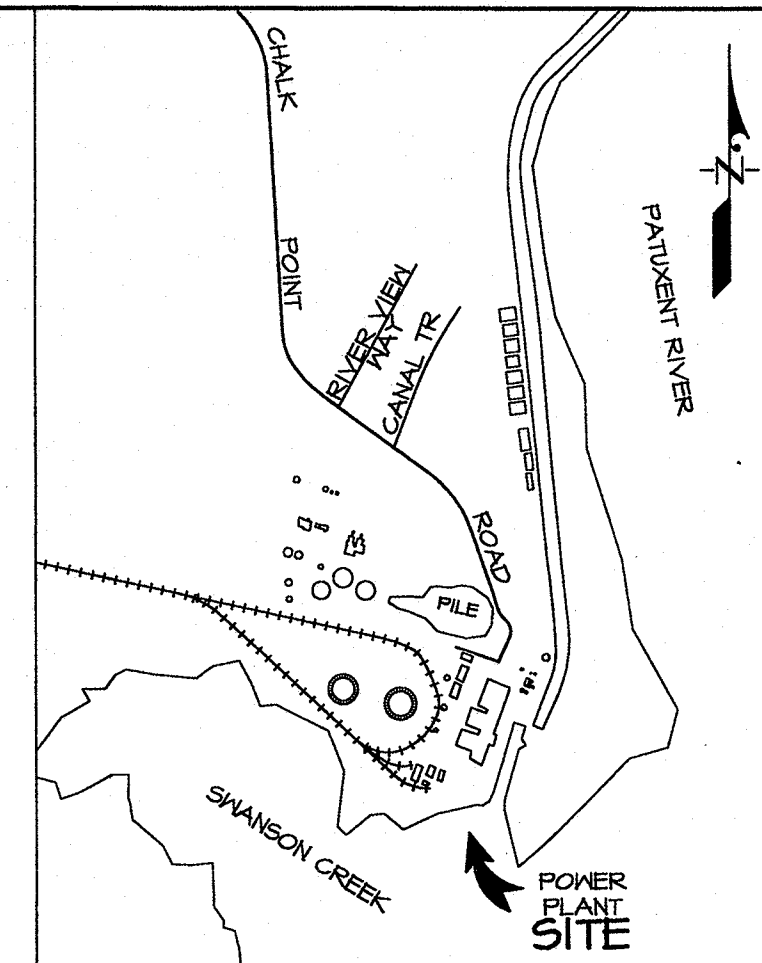 CHALK
POINT
ROAD
RIVER VIEW
WAY
CANAL TR
N
PATUXENT RIVER
PILE
SWANSON CREEK
POWER
PLANT
SITE